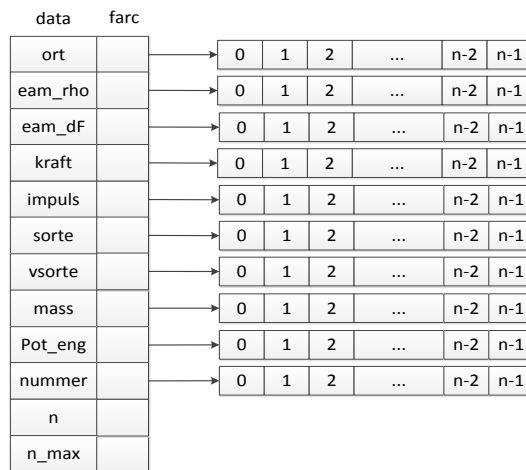 data farc
ort 0 1 2 ... n-2 n-1
eam_rho 0 1 2 ... n-2 n-1
eam_dF 0 1 2 ... n-2 n-1
kraft 0 1 2 ... n-2 n-1
impuls 0 1 2 ... n-2 n-1
sorte 0 1 2 ... n-2 n-1
vsorte 0 1 2 ... n-2 n-1
mass 0 1 2 ... n-2 n-1
Pot_eng 0 1 2 ... n-2 n-1
nummer 0 1 2 ... n-2 n-1
n
n_max